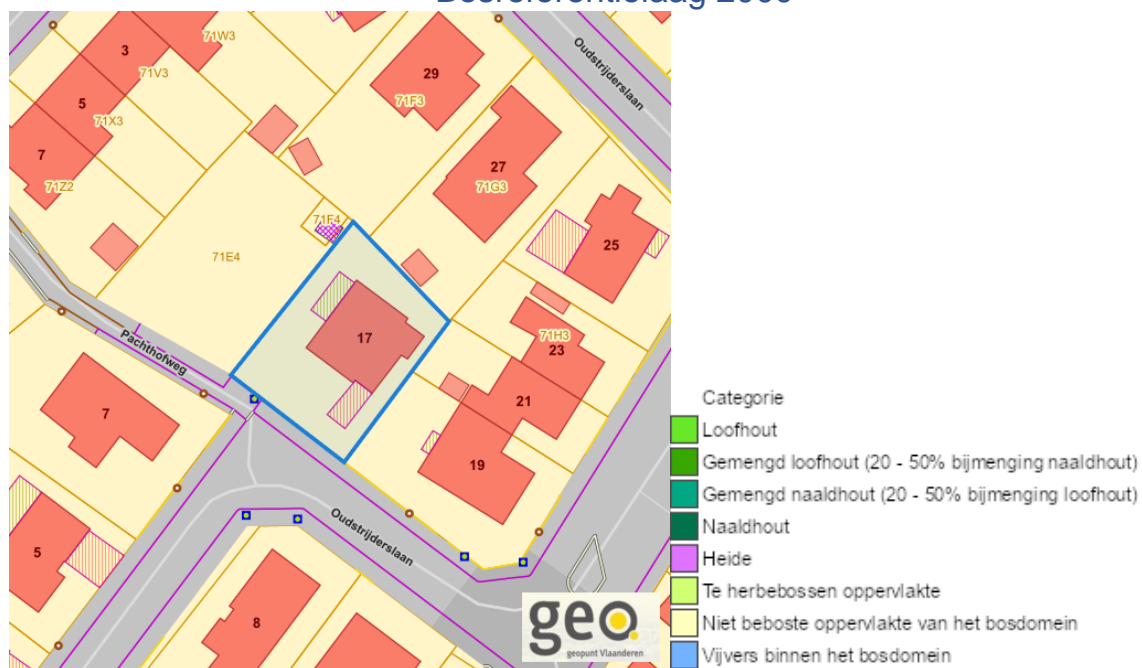 3
71W3
71V3
5
71X3
7
71Z2
29
71F3
Oudstrijderslaan
27
71G3
25
71F4
71E4
17
71H3
23
21
19
Pachthofweg
7
5
8
Oudstrijderslaan
geo
geopunt Vlaanderen
Categorie
Loofhout
Gemengd loofhout (20 - 50% bijmenging naaldhout)
Gemengd naaldhout (20 - 50% bijmenging loofhout)
Naaldhout
Heide
Te herbebossen oppervlakte
Niet beboste oppervlakte van het bosdomein
Vijvers binnen het bosdomein